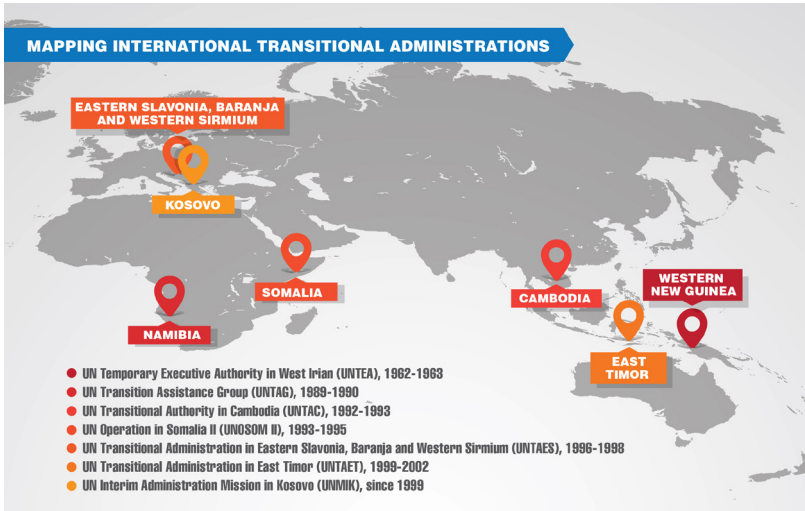 MAPPING INTERNATIONAL TRANSITIONAL ADMINISTRATIONS
EASTERN SLAVONIA, BARANJA
AND WESTERN SIRMIUM
KOSOVO
SOMALIA
NAMIBIA
CAMBODIA
WESTERN
NEW GUINEA
EAST
TIMOR
UN Temporary Executive Authority in West Irian (UNTEA), 1962-1963
UN Transition Assistance Group (UNTAG), 1989-1990
UN Transitional Authority in Cambodia (UNTAC), 1992-1993
UN Operation in Somalia II (UNOSOM II), 1993-1995
UN Transitional Administration in Eastern Slavonia, Baranja and Western Sirmium (UNTAES), 1996-1998
UN Transitional Administration in East Timor (UNTAET), 1999-2002
UN Interim Administration Mission in Kosovo (UNMIK), since 1999